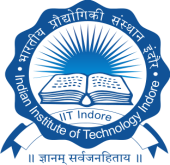 भारतीय प्रौद्योगिकी संस्थान इंदौर
Indian Institute of Technology Indore
IIT Indore
॥ ज्ञानम् सर्वजनहिताय ॥